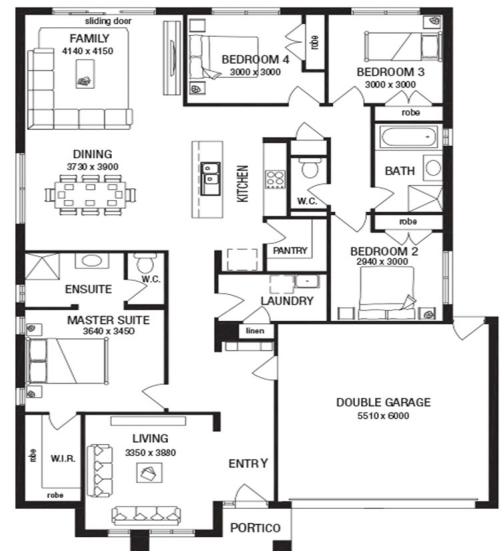 sliding door
FAMILY
4140 x 4150
BEDROOM 4
3000 x 3000
robe
BEDROOM 3
3000 x 3000
robe
DINING
3730 x 3900
KITCHEN
W.C.
BATH
PANTRY
robe
BEDROOM 2
2940 x 3000
ENSUITE
W.C.
LAUNDRY
linen
MASTER SUITE
3640 x 3450
DOUBLE GARAGE
5510 x 6000
robe
W.I.R.
robe
LIVING
3350 x 3880
ENTRY
PORTICO